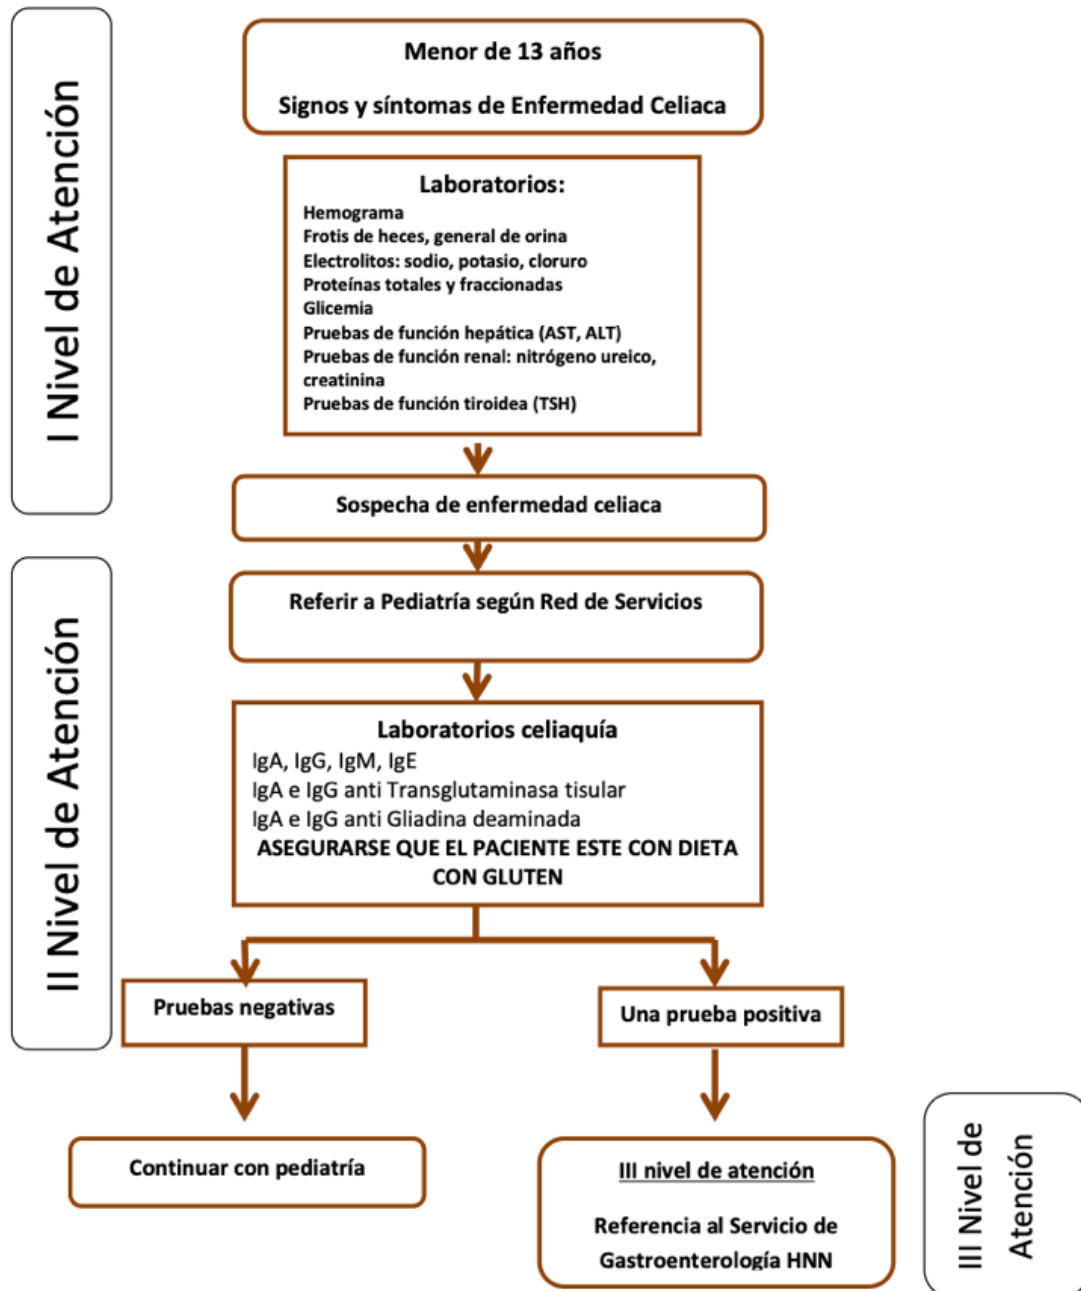 I Nivel de Atención
Menor de 13 años
Signos y síntomas de Enfermedad Celiaca
Laboratorios:
Hemograma
Frotis de heces, general de orina
Electrolitos: sodio, potasio, cloruro
Proteínas totales y fraccionadas
Glicemia
Pruebas de función hepática (AST, ALT)
Pruebas de función renal: nitrógeno ureico,
creatinina
Pruebas de función tiroidea (TSH)
Sospecha de enfermedad celiaca
II Nivel de Atención
Referir a Pediatría según Red de Servicios
Laboratorios celiaquía
IgA, IgG, IgM, IgE
IgA e IgG anti Transglutaminasa tisular
IgA e IgG anti Gliadina deaminada
ASEGURARSE QUE EL PACIENTE ESTE CON DIETA
CON GLUTEN
Pruebas negativas
Una prueba positiva
Continuar con pediatría
III nivel de atención
Referencia al Servicio de
Gastroenterología HNN
III Nivel de
Atención